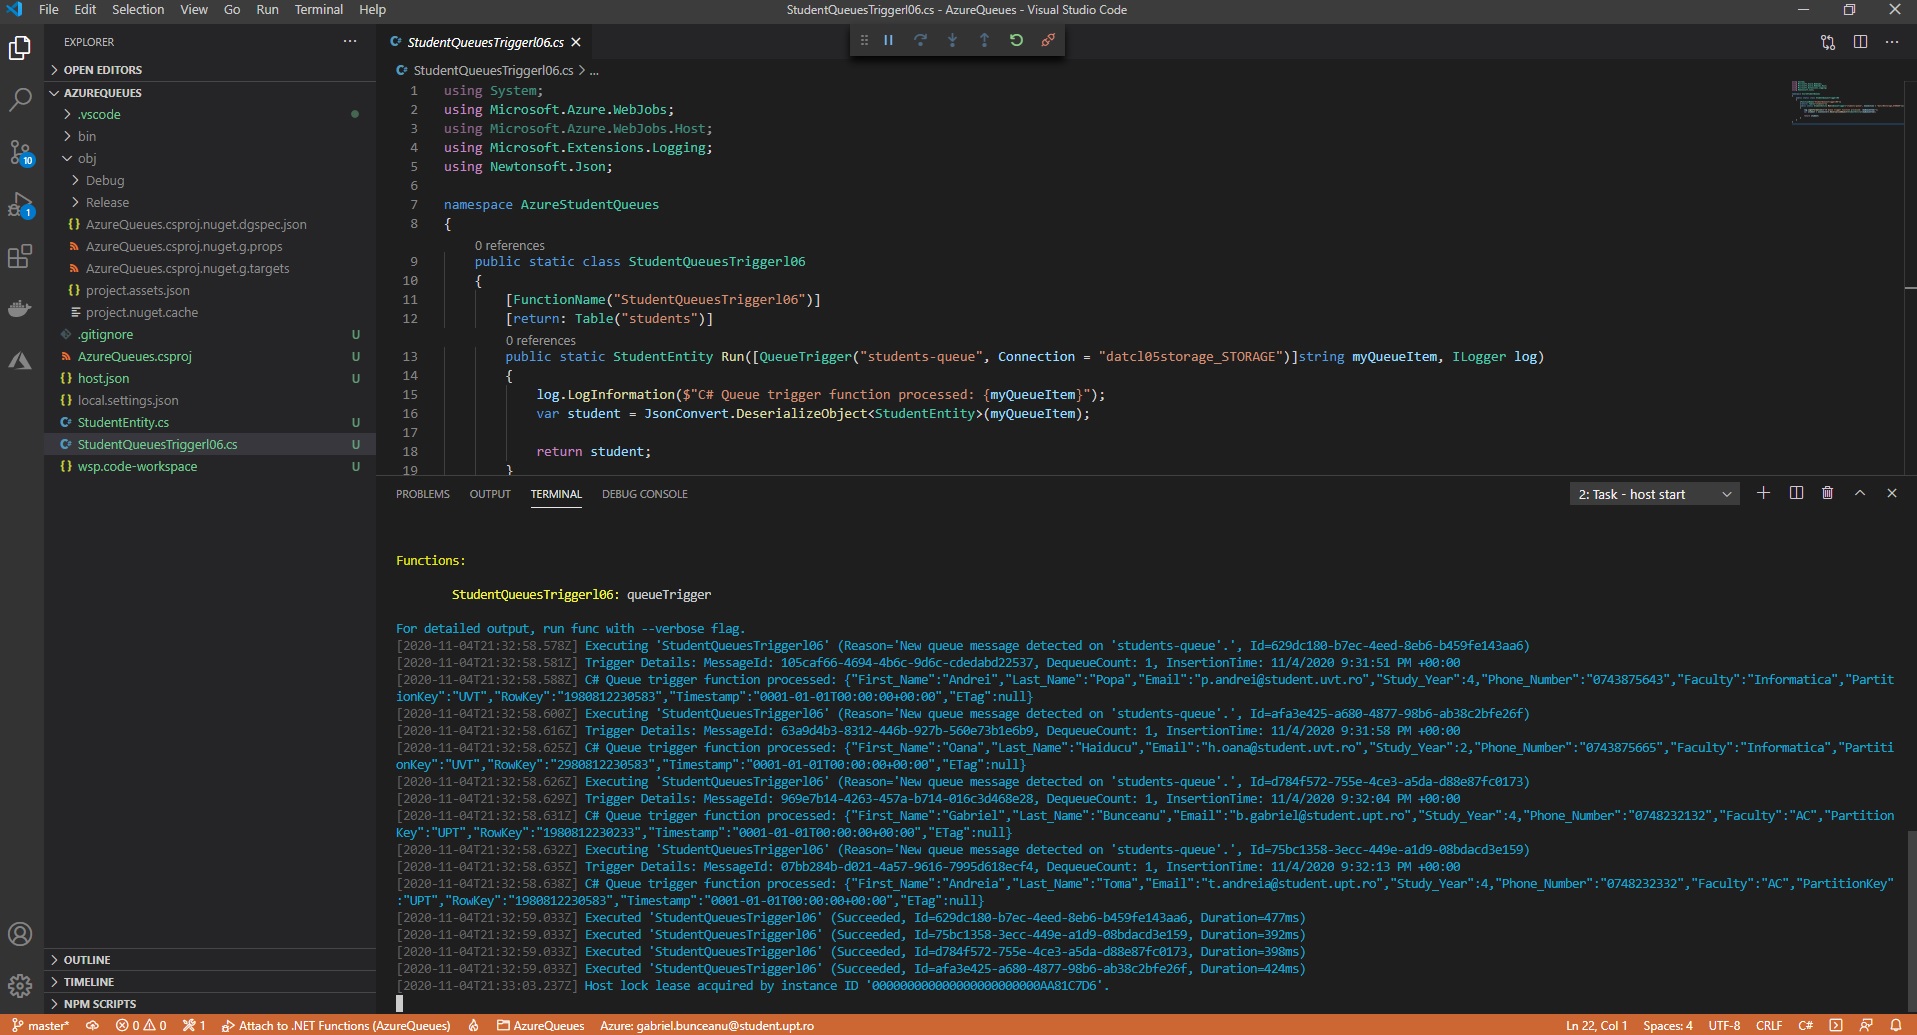 File Edit Selection View Go Run Terminal Help
StudentQueuesTriggerl06.cs - AzureQueues - Visual Studio Code
EXPLORER
OPEN EDITORS
AZUREQUEUES
.vscode
bin
obj
Debug
Release
AzureQueues.csproj.nuget.dgspec.json
AzureQueues.csproj.nuget.g.props
AzureQueues.csproj.nuget.g.targets
project.assets.json
project.nuget.cache
.gitignore U
AzureQueues.csproj U
host.json U
local.settings.json
StudentEntity.cs U
StudentQueuesTriggerl06.cs U
wsp.code-workspace U
OUTLINE
TIMELINE
NPM SCRIPTS
10
1
StudentQueuesTriggerl06.cs
StudentQueuesTriggerl06.cs > ...
1 using System;
2 using Microsoft.Azure.WebJobs;
3 using Microsoft.Azure.WebJobs.Host;
4 using Microsoft.Extensions.Logging;
5 using Newtonsoft.Json;
6
7 namespace AzureStudentQueues
8 {
0 references
9 public static class StudentQueuesTriggerl06
10 {
11 [FunctionName("StudentQueuesTriggerl06")]
12 [return: Table("students")]
0 references
13 public static StudentEntity Run([QueueTrigger("students-queue", Connection = "datcl05storage_STORAGE")]string myQueueItem, ILogger log)
14 {
15 log.LogInformation($"C# Queue trigger function processed: {myQueueItem}");
16 var student = JsonConvert.DeserializeObject<StudentEntity>(myQueueItem);
17
18 return student;
19 }
PROBLEMS OUTPUT TERMINAL DEBUG CONSOLE
2: Task - host start
Functions:
StudentQueuesTriggerl06: queueTrigger
For detailed output, run func with --verbose flag.
[2020-11-04T21:32:58.578Z] Executing 'StudentQueuesTriggerl06' (Reason='New queue message detected on 'students-queue'.', Id=629dc180-b7ec-4eed-8eb6-b459fe143aa6)
[2020-11-04T21:32:58.581Z] Trigger Details: MessageId: 105caf66-4694-4b6c-9d6c-cdedabd22537, DequeueCount: 1, InsertionTime: 11/4/2020 9:31:51 PM +00:00
[2020-11-04T21:32:58.588Z] C# Queue trigger function processed: {"First_Name":"Andrei","Last_Name":"Popa","Email":"p.andrei@student.uvt.ro","Study_Year":4,"Phone_Number":"0743875643","Faculty":"Informatica","Partit
ionKey":"UVT","RowKey":"1980812230583","Timestamp":"0001-01-01T00:00:00+00:00","ETag":null}
[2020-11-04T21:32:58.600Z] Executing 'StudentQueuesTriggerl06' (Reason='New queue message detected on 'students-queue'.', Id=afa3e425-a680-4877-98b6-ab38c2bfe26f)
[2020-11-04T21:32:58.616Z] Trigger Details: MessageId: 63a9d4b3-8312-446b-927b-560e73b1e6b9, DequeueCount: 1, InsertionTime: 11/4/2020 9:31:58 PM +00:00
[2020-11-04T21:32:58.625Z] C# Queue trigger function processed: {"First_Name":"Oana","Last_Name":"Haiducu","Email":"h.oana@student.uvt.ro","Study_Year":2,"Phone_Number":"0743875665","Faculty":"Informatica","Partiti
onKey":"UVT","RowKey":"2980812230583","Timestamp":"0001-01-01T00:00:00+00:00","ETag":null}
[2020-11-04T21:32:58.626Z] Executing 'StudentQueuesTriggerl06' (Reason='New queue message detected on 'students-queue'.', Id=d784f572-755e-4ce3-a5da-d88e87fc0173)
[2020-11-04T21:32:58.629Z] Trigger Details: MessageId: 969e7b14-4263-457a-b714-016c3d468e28, DequeueCount: 1, InsertionTime: 11/4/2020 9:32:04 PM +00:00
[2020-11-04T21:32:58.631Z] C# Queue trigger function processed: {"First_Name":"Gabriel","Last_Name":"Bunceanu","Email":"b.gabriel@student.upt.ro","Study_Year":4,"Phone_Number":"0748232132","Faculty":"AC","Partition
Key":"UPT","RowKey":"1980812230233","Timestamp":"0001-01-01T00:00:00+00:00","ETag":null}
[2020-11-04T21:32:58.632Z] Executing 'StudentQueuesTriggerl06' (Reason='New queue message detected on 'students-queue'.', Id=75bc1358-3ecc-449e-a1d9-08bdacd3e159)
[2020-11-04T21:32:58.635Z] Trigger Details: MessageId: 07bb284b-d021-4a57-9616-7995d618ecf4, DequeueCount: 1, InsertionTime: 11/4/2020 9:32:13 PM +00:00
[2020-11-04T21:32:58.638Z] C# Queue trigger function processed: {"First_Name":"Andreia","Last_Name":"Toma","Email":"t.andreia@student.upt.ro","Study_Year":4,"Phone_Number":"0748232332","Faculty":"AC","PartitionKey"
:"UPT","RowKey":"1980812230583","Timestamp":"0001-01-01T00:00:00+00:00","ETag":null}
[2020-11-04T21:32:59.033Z] Executed 'StudentQueuesTriggerl06' (Succeeded, Id=629dc180-b7ec-4eed-8eb6-b459fe143aa6, Duration=477ms)
[2020-11-04T21:32:59.033Z] Executed 'StudentQueuesTriggerl06' (Succeeded, Id=75bc1358-3ecc-449e-a1d9-08bdacd3e159, Duration=392ms)
[2020-11-04T21:32:59.033Z] Executed 'StudentQueuesTriggerl06' (Succeeded, Id=d784f572-755e-4ce3-a5da-d88e87fc0173, Duration=398ms)
[2020-11-04T21:32:59.033Z] Executed 'StudentQueuesTriggerl06' (Succeeded, Id=afa3e425-a680-4877-98b6-ab38c2bfe26f, Duration=424ms)
[2020-11-04T21:33:03.237Z] Host lock lease acquired by instance ID '000000000000000000000000AA81C7D6'.
master* 0 0 1 Attach to .NET Functions (AzureQueues) AzureQueues Azure: gabriel.bunceanu@student.upt.ro Ln 22, Col 1 Spaces: 4 UTF-8 CRLF C#